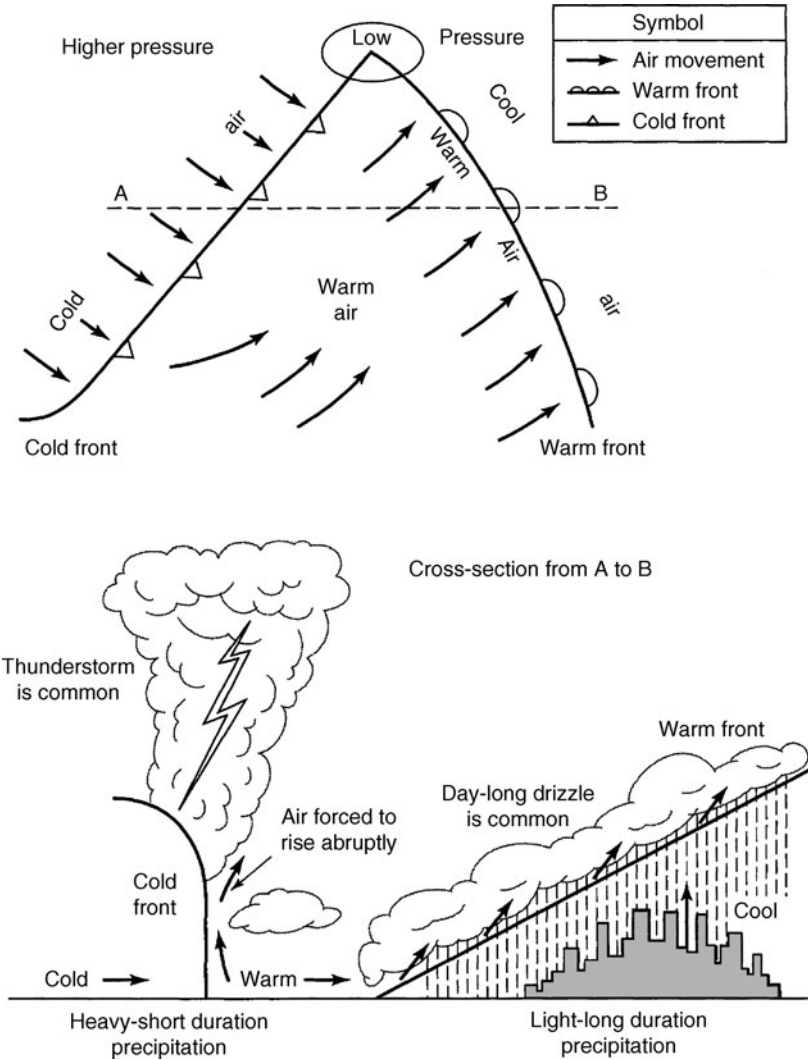 Higher pressure
Low
Pressure
Symbol
Air movement
Warm front
Cold front
air
Cool
Warm
A
B
Air
Warm
air
Cold
air
Cold front
Warm front
Cross-section from A to B
Thunderstorm
is common
Warm front
Day-long drizzle
is common
Air forced to
rise abruptly
Cold
front
Cool
Cold
Warm
Heavy-short duration
precipitation
Light-long duration
precipitation